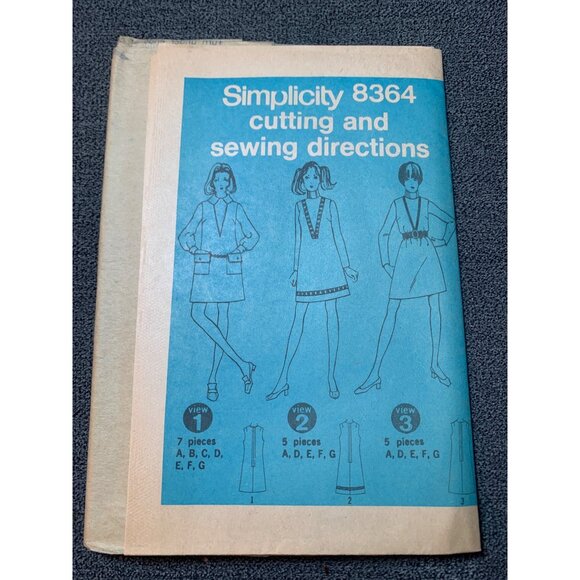 Simplicity 8364
cutting and
sewing directions
view
1
7 pieces
A, B, C, D,
E, F, G
view
2
5 pieces
A, D, E, F, G
view
3
5 pieces
A, D, E, F, G
1
2
3